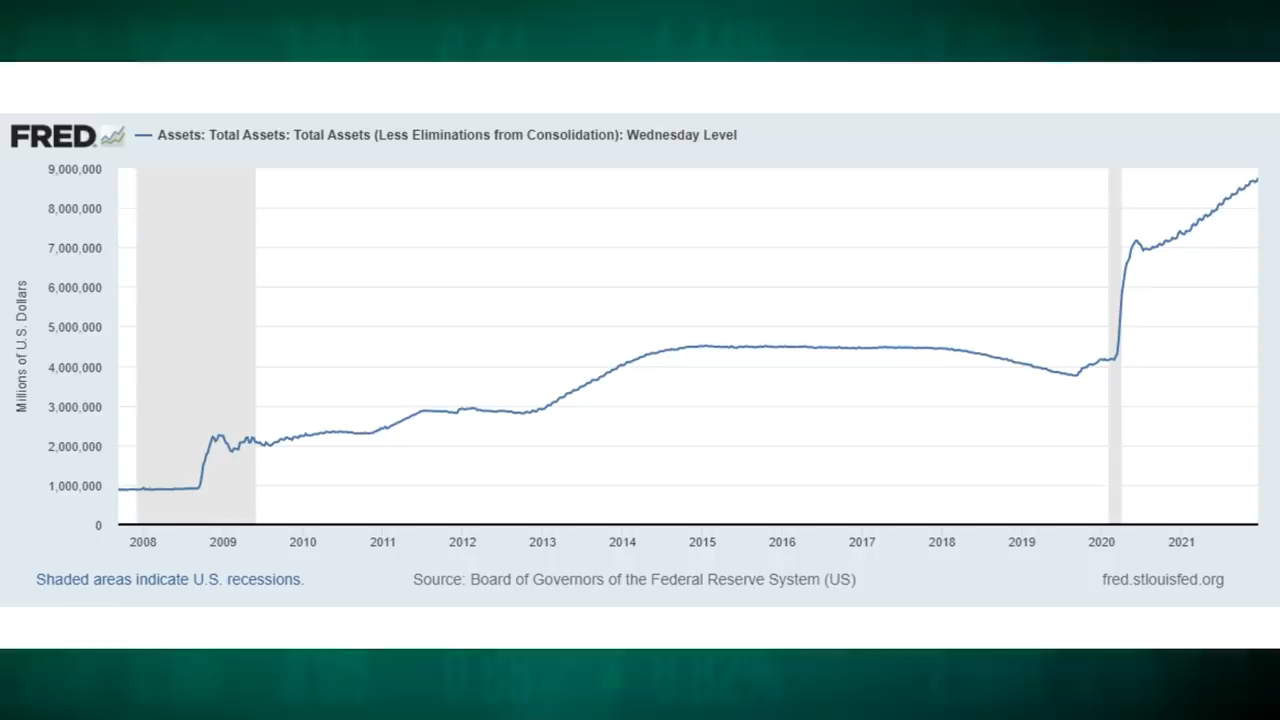 FRED
Assets: Total Assets: Total Assets (Less Eliminations from Consolidation): Wednesday Level
9,000,000
8,000,000
7,000,000
6,000,000
5,000,000
4,000,000
3,000,000
2,000,000
1,000,000
0
Millions of U.S. Dollars
2008 2009 2010 2011 2012 2013 2014 2015 2016 2017 2018 2019 2020 2021
Shaded areas indicate U.S. recessions. Source: Board of Governors of the Federal Reserve System (US) fred.stlouisfed.org